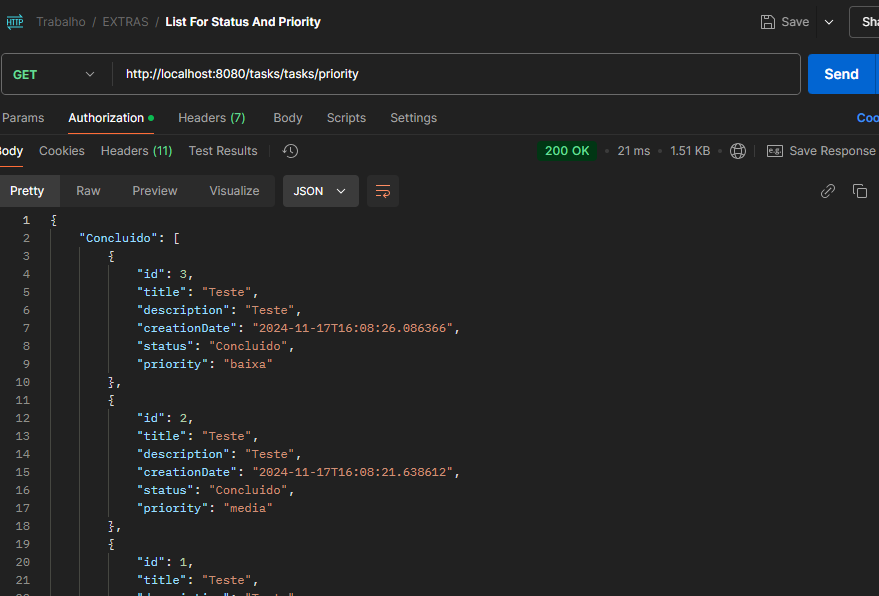 HTTP Trabalho / EXTRAS / List For Status And Priority Save Sha
GET http://localhost:8080/tasks/tasks/priority Send
Params Authorization Headers (7) Body Scripts Settings Coo
Body Cookies Headers (11) Test Results 200 OK • 21 ms • 1.51 KB • e.g. Save Response
Pretty Raw Preview Visualize JSON
1 {
2 "Concluido": [
3 {
4 "id": 3,
5 "title": "Teste",
6 "description": "Teste",
7 "creationDate": "2024-11-17T16:08:26.086366",
8 "status": "Concluido",
9 "priority": "baixa"
10 },
11 {
12 "id": 2,
13 "title": "Teste",
14 "description": "Teste",
15 "creationDate": "2024-11-17T16:08:21.638612",
16 "status": "Concluido",
17 "priority": "media"
18 },
19 {
20 "id": 1,
21 "title": "Teste",